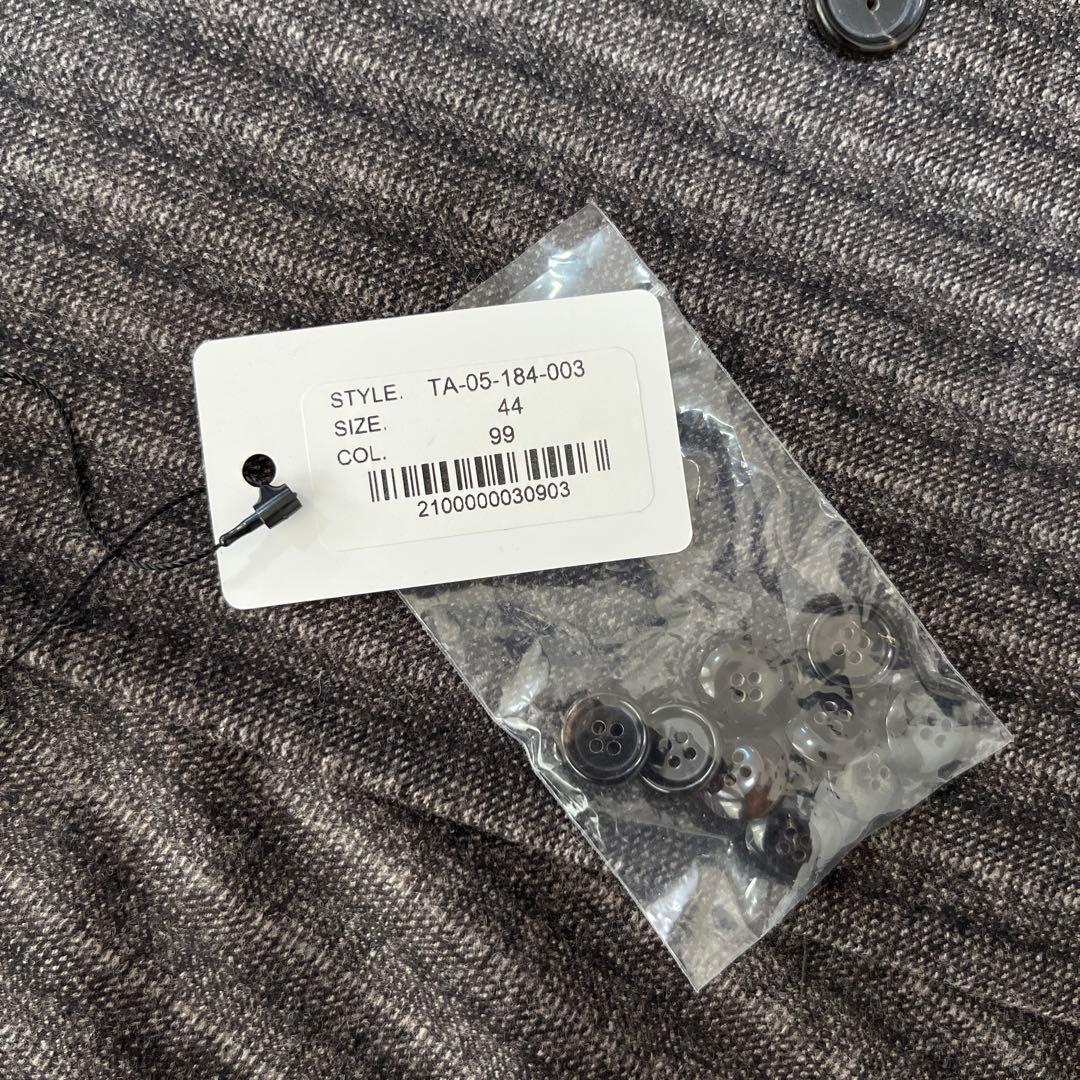 STYLE. TA-05-184-003
SIZE. 44
COL. 99
2100000030903